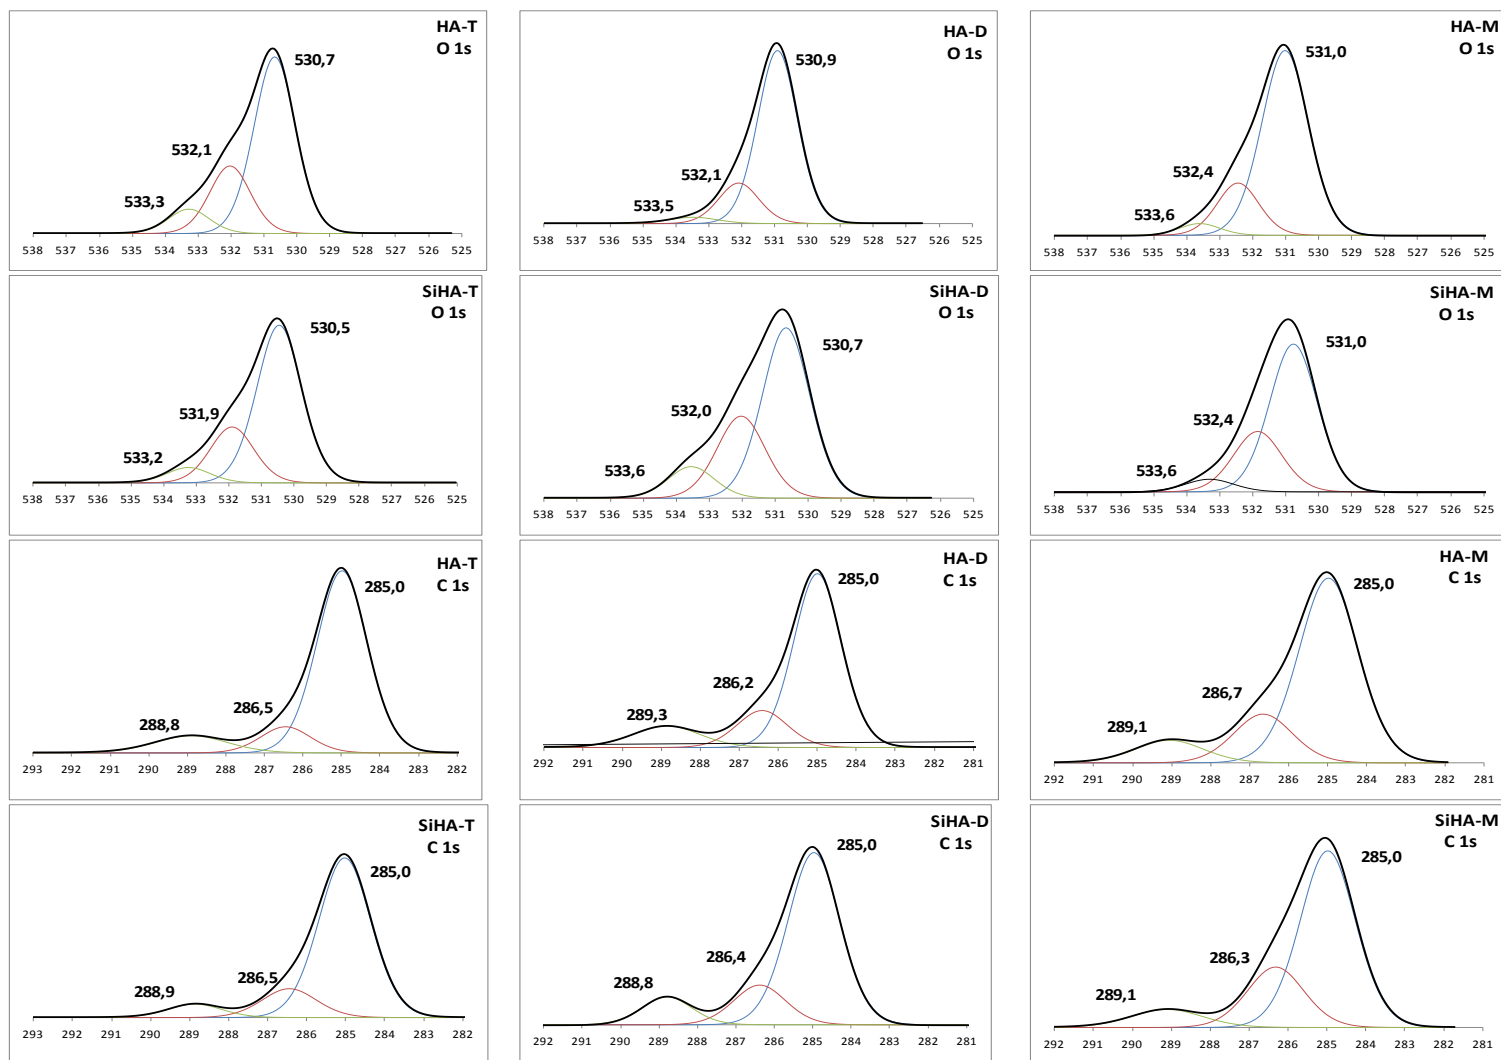 HA-T
O 1s
530,7
532,1
533,3
538 537 536 535 534 533 532 531 530 529 528 527 526 525
HA-D
O 1s
530,9
532,1
533,5
538 537 536 535 534 533 532 531 530 529 528 527 526 525
HA-M
O 1s
531,0
532,4
533,6
538 537 536 535 534 533 532 531 530 529 528 527 526 525
SiHA-T
O 1s
530,5
531,9
533,2
538 537 536 535 534 533 532 531 530 529 528 527 526 525
SiHA-D
O 1s
530,7
532,0
533,6
538 537 536 535 534 533 532 531 530 529 528 527 526 525
SiHA-M
O 1s
531,0
532,4
533,6
538 537 536 535 534 533 532 531 530 529 528 527 526 525
HA-T
C 1s
285,0
286,5
288,8
293 292 291 290 289 288 287 286 285 284 283 282
HA-D
C 1s
285,0
286,2
289,3
292 291 290 289 288 287 286 285 284 283 282 281
HA-M
C 1s
285,0
286,7
289,1
292 291 290 289 288 287 286 285 284 283 282 281
SiHA-T
C 1s
285,0
286,5
288,9
293 292 291 290 289 288 287 286 285 284 283 282
SiHA-D
C 1s
285,0
286,4
288,8
292 291 290 289 288 287 286 285 284 283 282 281
SiHA-M
C 1s
285,0
286,3
289,1
292 291 290 289 288 287 286 285 284 283 282 281